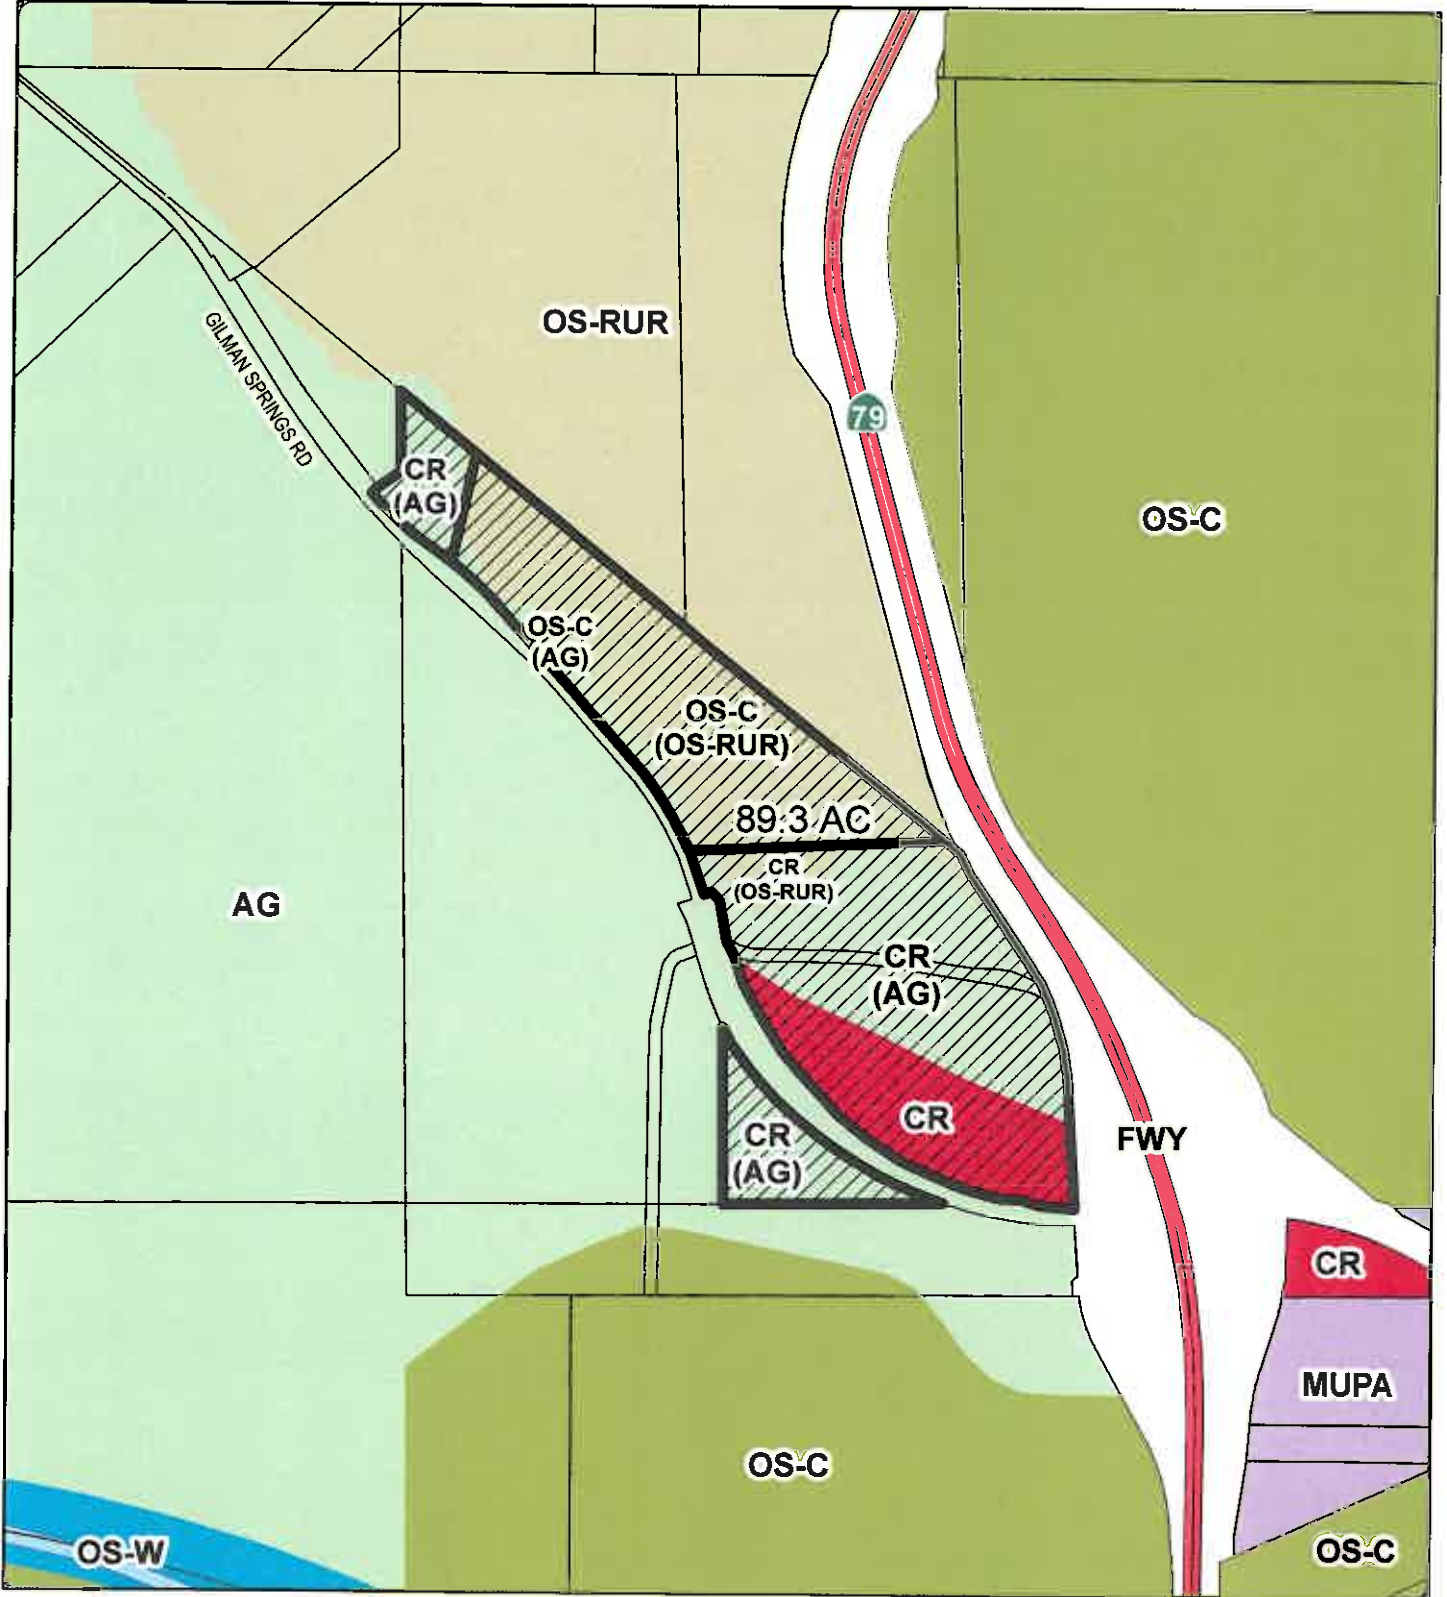 OS-RUR
GILMAN SPRINGS RD
79
CR
(AG)
OS-C
OS-C
(AG)
OS-C
(OS-RUR)
89.3 AC
CR
(OS-RUR)
AG
CR
(AG)
CR
FWY
CR
(AG)
CR
MUPA
OS-C
OS-W
OS-C